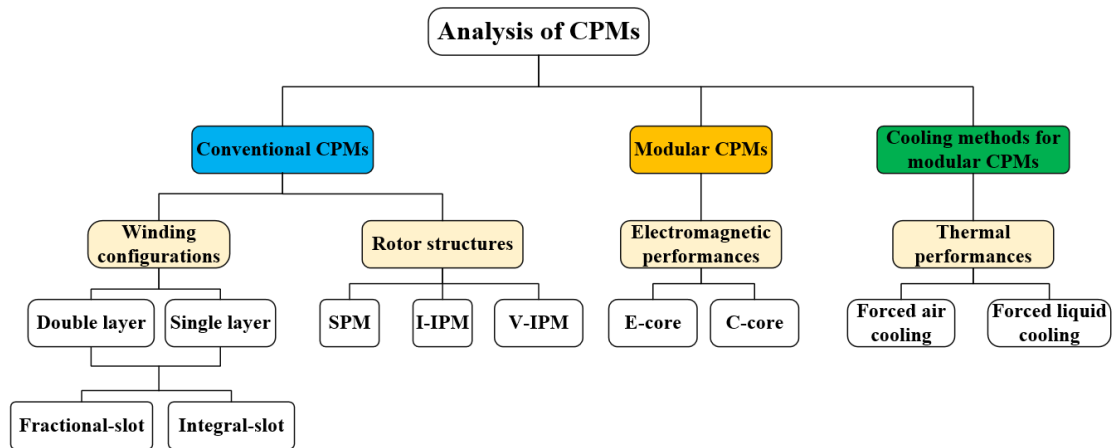 Analysis of CPMs
Conventional CPMs
Modular CPMs
Cooling methods for
modular CPMs
Winding
configurations
Rotor structures
Electromagnetic
performances
Thermal
performances
Double layer
Single layer
SPM
I-IPM
V-IPM
E-core
C-core
Forced air
cooling
Forced liquid
cooling
Fractional-slot
Integral-slot